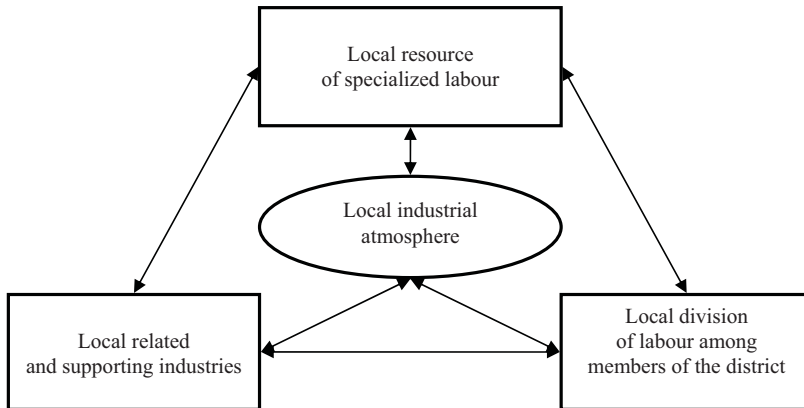 Local resource
of specialized labour
Local industrial
atmosphere
Local related
and supporting industries
Local division
of labour among
members of the district